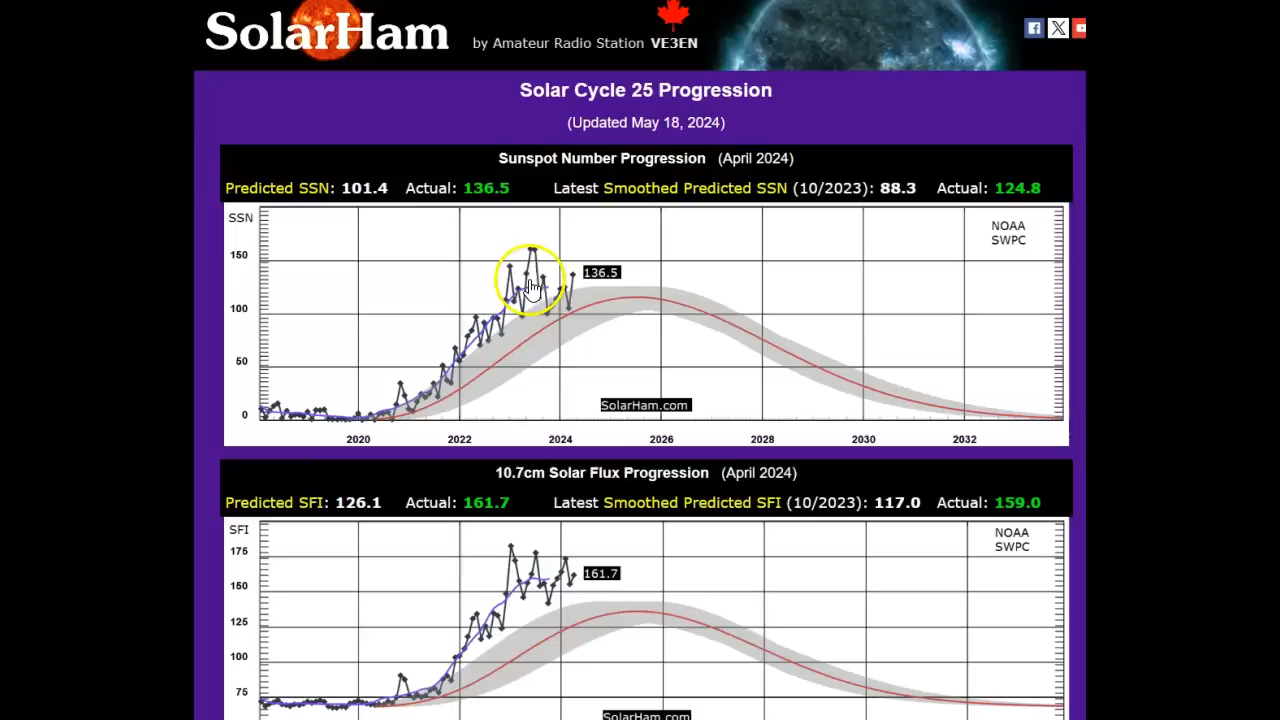 SolarHam by Amateur Radio Station VE3EN
Solar Cycle 25 Progression
(Updated May 18, 2024)
Sunspot Number Progression (April 2024)
Predicted SSN: 101.4 Actual: 136.5 Latest Smoothed Predicted SSN (10/2023): 88.3 Actual: 124.8
SSN
NOAA
SWPC
150
136.5
100
50
SolarHam.com
0
2020 2022 2024 2026 2028 2030 2032
10.7cm Solar Flux Progression (April 2024)
Predicted SFI: 126.1 Actual: 161.7 Latest Smoothed Predicted SFI (10/2023): 117.0 Actual: 159.0
SFI
NOAA
SWPC
175
161.7
150
125
100
75
SolarHam.com